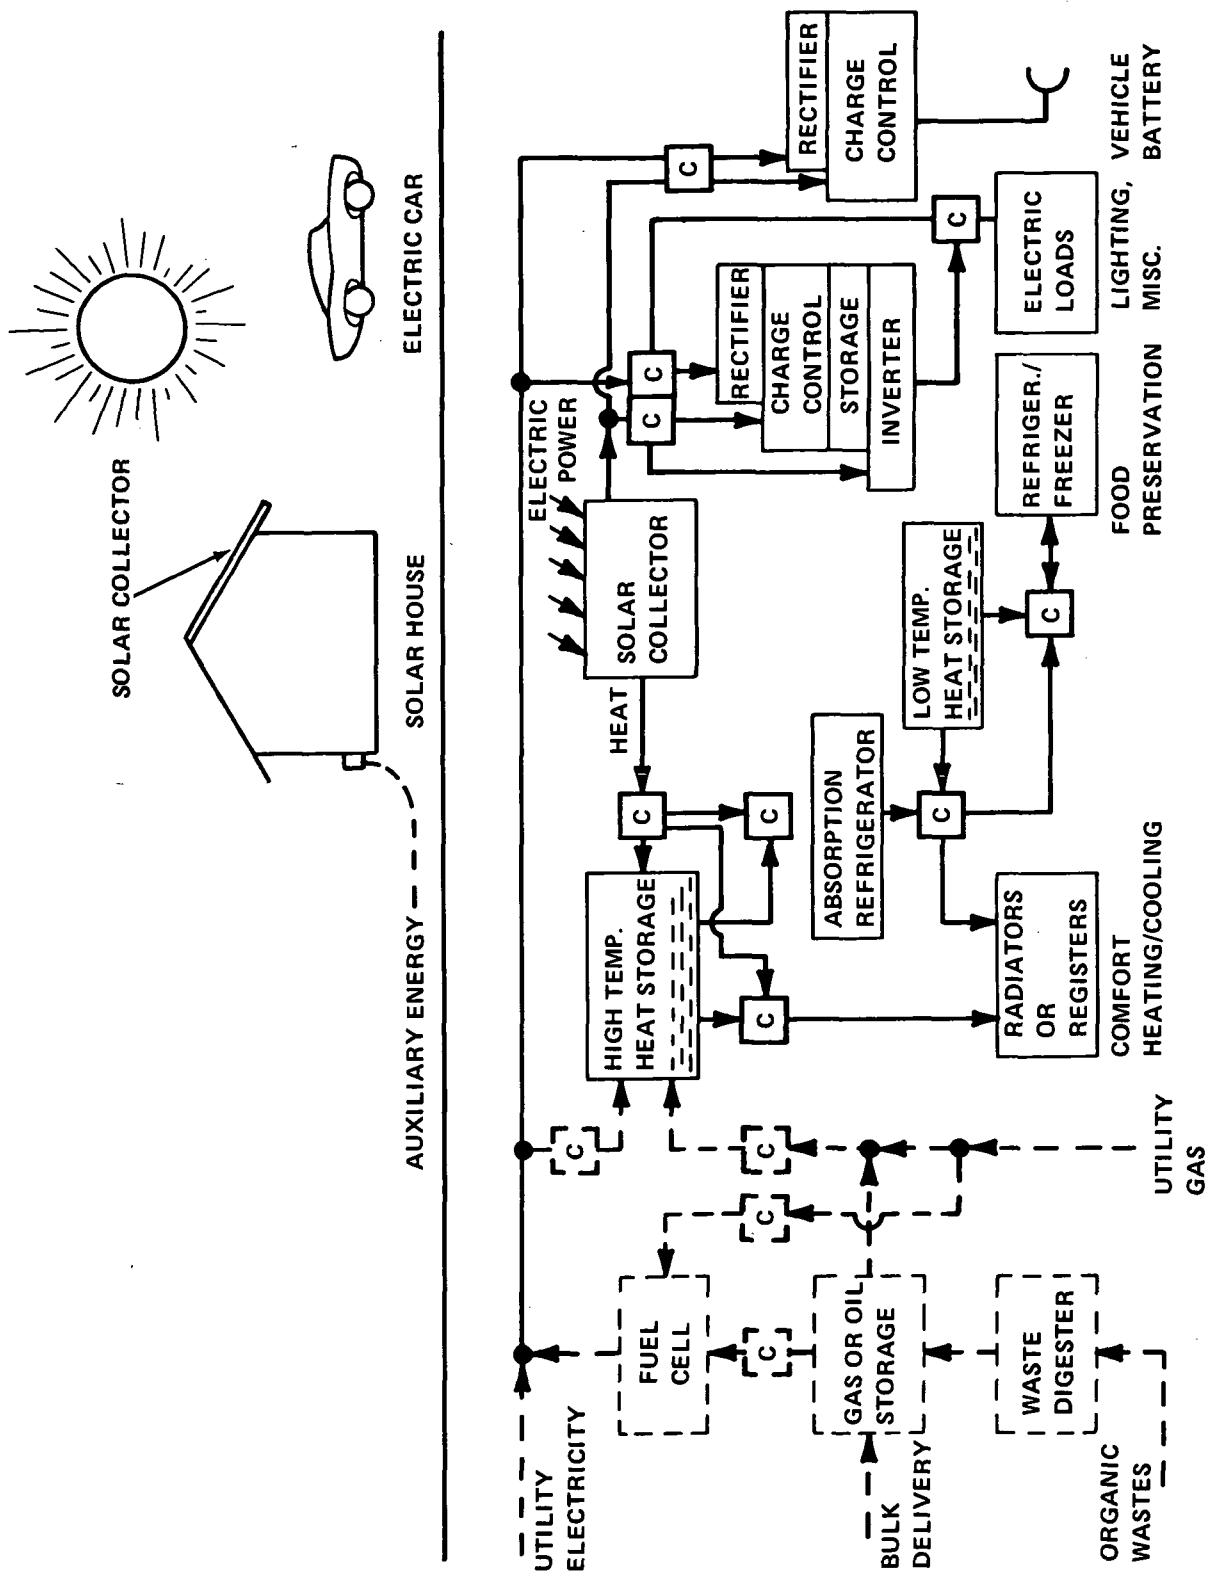 SOLAR COLLECTOR
AUXILIARY ENERGY
SOLAR HOUSE
ELECTRIC CAR
UTILITY
ELECTRICITY
C
FUEL
CELL
C
C
C
BULK
DELIVERY
GAS OR OIL
STORAGE
ORGANIC
WASTES
WASTE
DIGESTER
UTILITY
GAS
HIGH TEMP.
HEAT STORAGE
C
HEAT
SOLAR
COLLECTOR
ELECTRIC
POWER
C
C
C
C
C
RECTIFIER
CHARGE
CONTROL
STORAGE
INVERTER
RECTIFIER
CHARGE
CONTROL
ABSORPTION
REFRIGERATOR
C
LOW TEMP.
HEAT STORAGE
C
C
RADIATORS
OR
REGISTERS
REFRIGER./
FREEZER
ELECTRIC
LOADS
COMFORT
HEATING/COOLING
FOOD
PRESERVATION
LIGHTING,
MISC.
VEHICLE
BATTERY